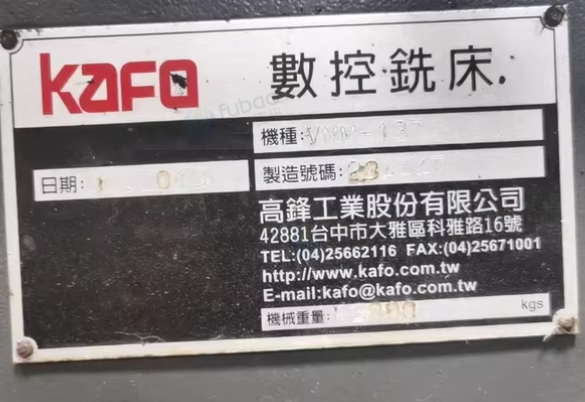 KAFO
數控銑床.
機種:
日期:
製造號碼:
高鋒工業股份有限公司
42881台中市大雅區科雅路16號
TEL:(04)25662116 FAX:(04)25671001
http://www.kafo.com.tw
E-mail:kafo@kafo.com.tw
機械重量: kgs